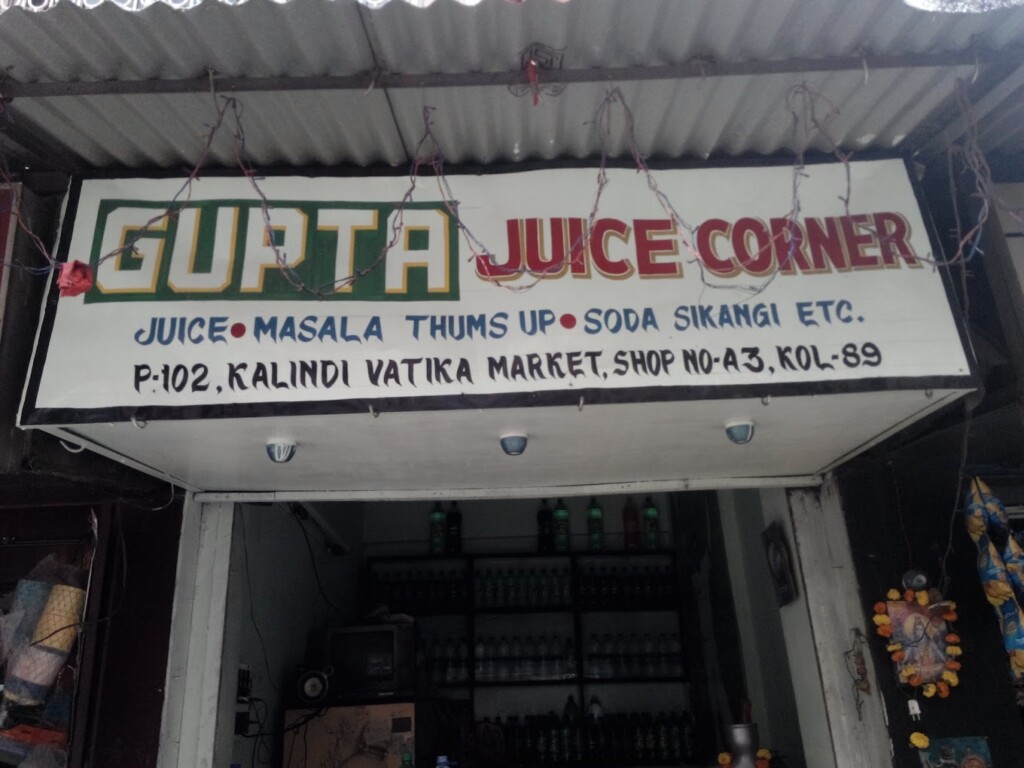 GUPTA JUICE CORNER
JUICE • MASALA THUMS UP • SODA SIKANGI ETC.
P-102, KALINDI VATIKA MARKET, SHOP NO-A3, KOL-89